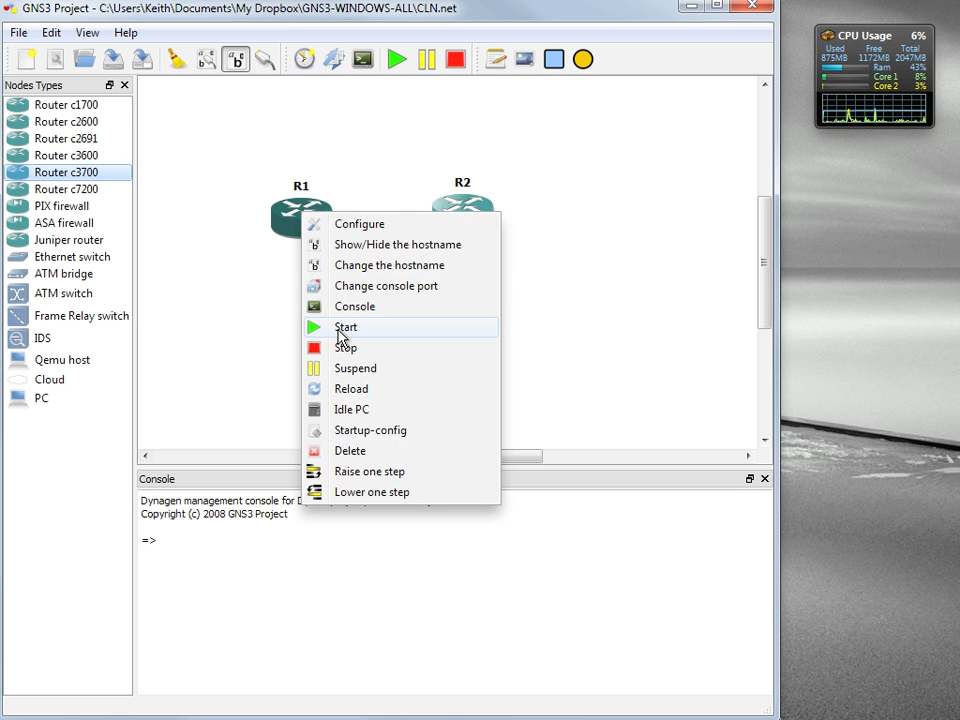 GNS3 Project - C:\Users\Keith\Documents\My Dropbox\GNS3-WINDOWS-ALL\CLN.net
File Edit View Help
Nodes Types
Router c1700
Router c2600
Router c2691
Router c3600
Router c3700
Router c7200
PIX firewall
ASA firewall
Juniper router
Ethernet switch
ATM bridge
ATM switch
Frame Relay switch
IDS
Qemu host
Cloud
PC
R1
R2
Configure
Show/Hide the hostname
Change the hostname
Change console port
Console
Start
Stop
Suspend
Reload
Idle PC
Startup-config
Delete
Raise one step
Lower one step
Console
Dynagen management console for
Copyright (c) 2008 GNS3 Project
=>
CPU Usage 6%
Used Free Total
875MB 1172MB 2047MB
Ram 43%
Core 1 8%
Core 2 3%